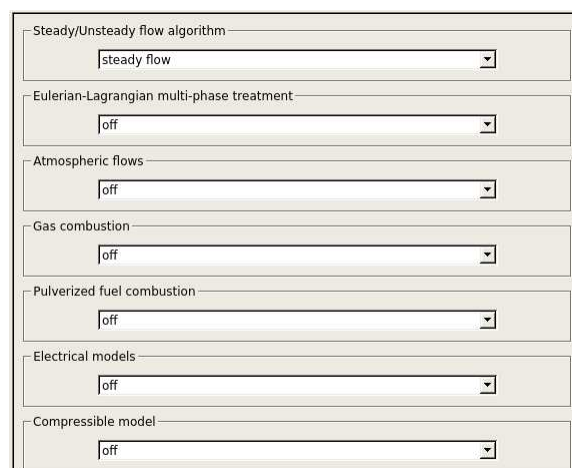 Steady/Unsteady flow algorithm
steady flow
Eulerian-Lagrangian multi-phase treatment
off
Atmospheric flows
off
Gas combustion
off
Pulverized fuel combustion
off
Electrical models
off
Compressible model
off